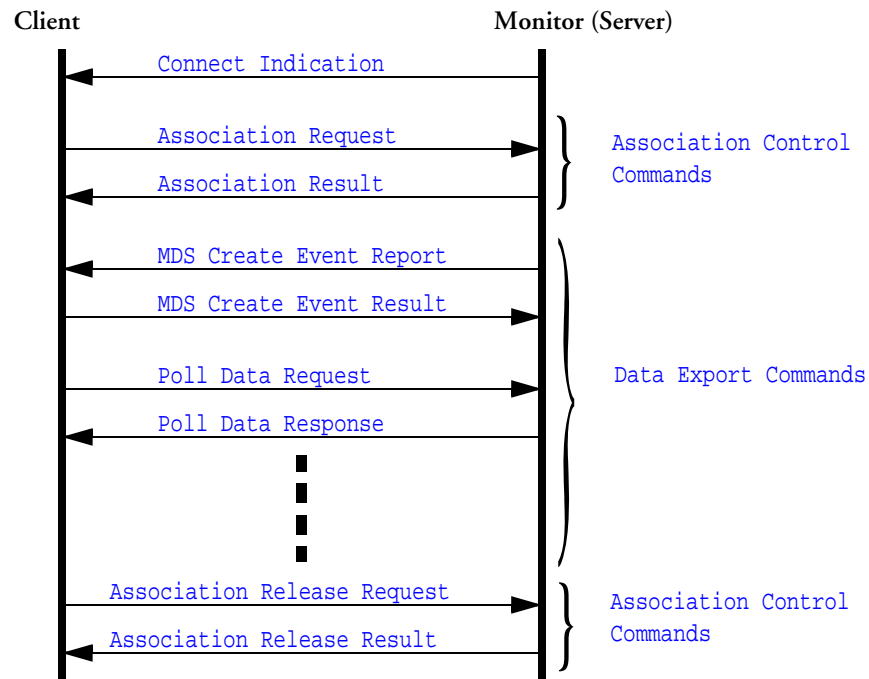 Client
Monitor (Server)
Connect Indication
Association Request
Association Result
Association Control
Commands
MDS Create Event Report
MDS Create Event Result
Poll Data Request
Poll Data Response
Data Export Commands
Association Release Request
Association Release Result
Association Control
Commands